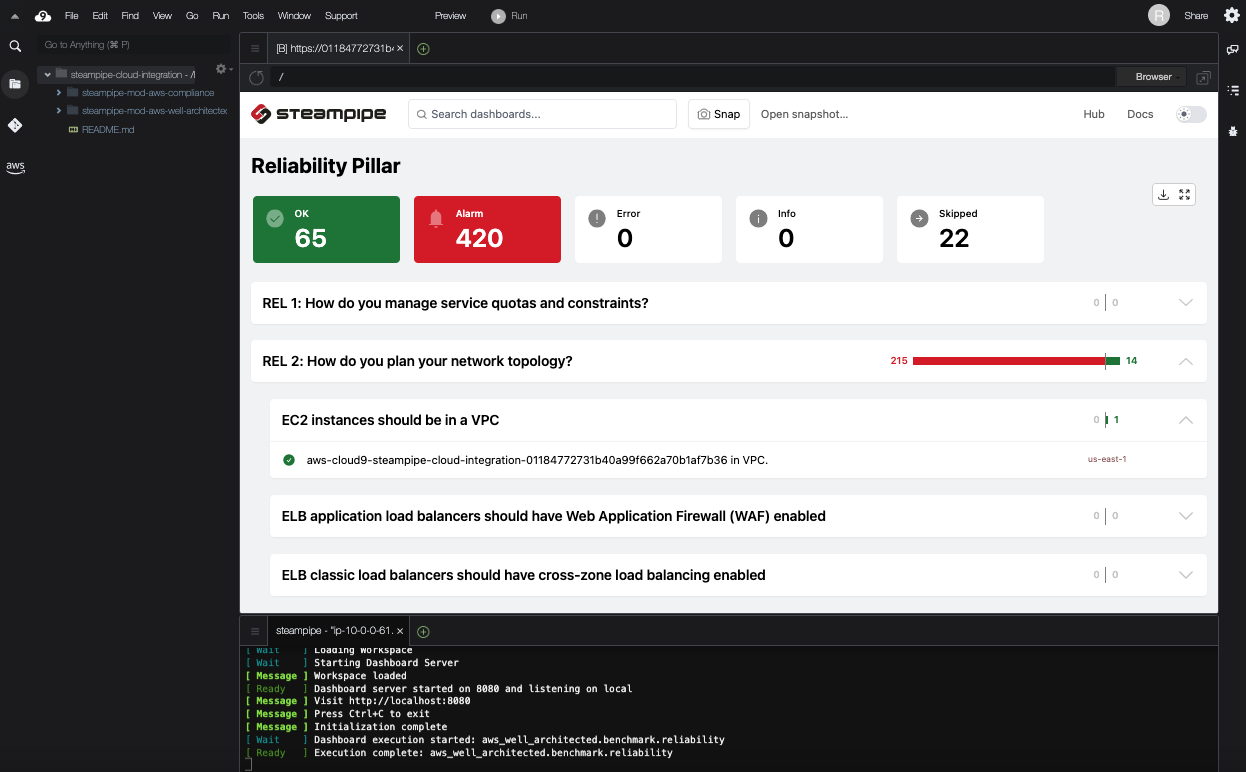 9 File Edit Find View Go Run Tools Window Support Preview Run R Share
Go to Anything (⌘ P)
steampipe-cloud-integration - /
steampipe-mod-aws-compliance
steampipe-mod-aws-well-architected
README.md
aws
[B] https://01184772731b4 ×
/ Browser
steampipe Search dashboards... Snap Open snapshot... Hub Docs
Reliability Pillar
OK
65
Alarm
420
Error
0
Info
0
Skipped
22
REL 1: How do you manage service quotas and constraints? 0 0
REL 2: How do you plan your network topology? 215 14
EC2 instances should be in a VPC 0 1
aws-cloud9-steampipe-cloud-integration-01184772731b40a99f662a70b1af7b36 in VPC. us-east-1
ELB application load balancers should have Web Application Firewall (WAF) enabled 0 0
ELB classic load balancers should have cross-zone load balancing enabled 0 0
steampipe - "ip-10-0-0-61. ×
[ Wait ] Loading Workspace
[ Wait ] Starting Dashboard Server
[ Message ] Workspace loaded
[ Ready ] Dashboard server started on 8080 and listening on local
[ Message ] Visit http://localhost:8080
[ Message ] Press Ctrl+C to exit
[ Message ] Initialization complete
[ Wait ] Dashboard execution started: aws_well_architected.benchmark.reliability
[ Ready ] Execution complete: aws_well_architected.benchmark.reliability